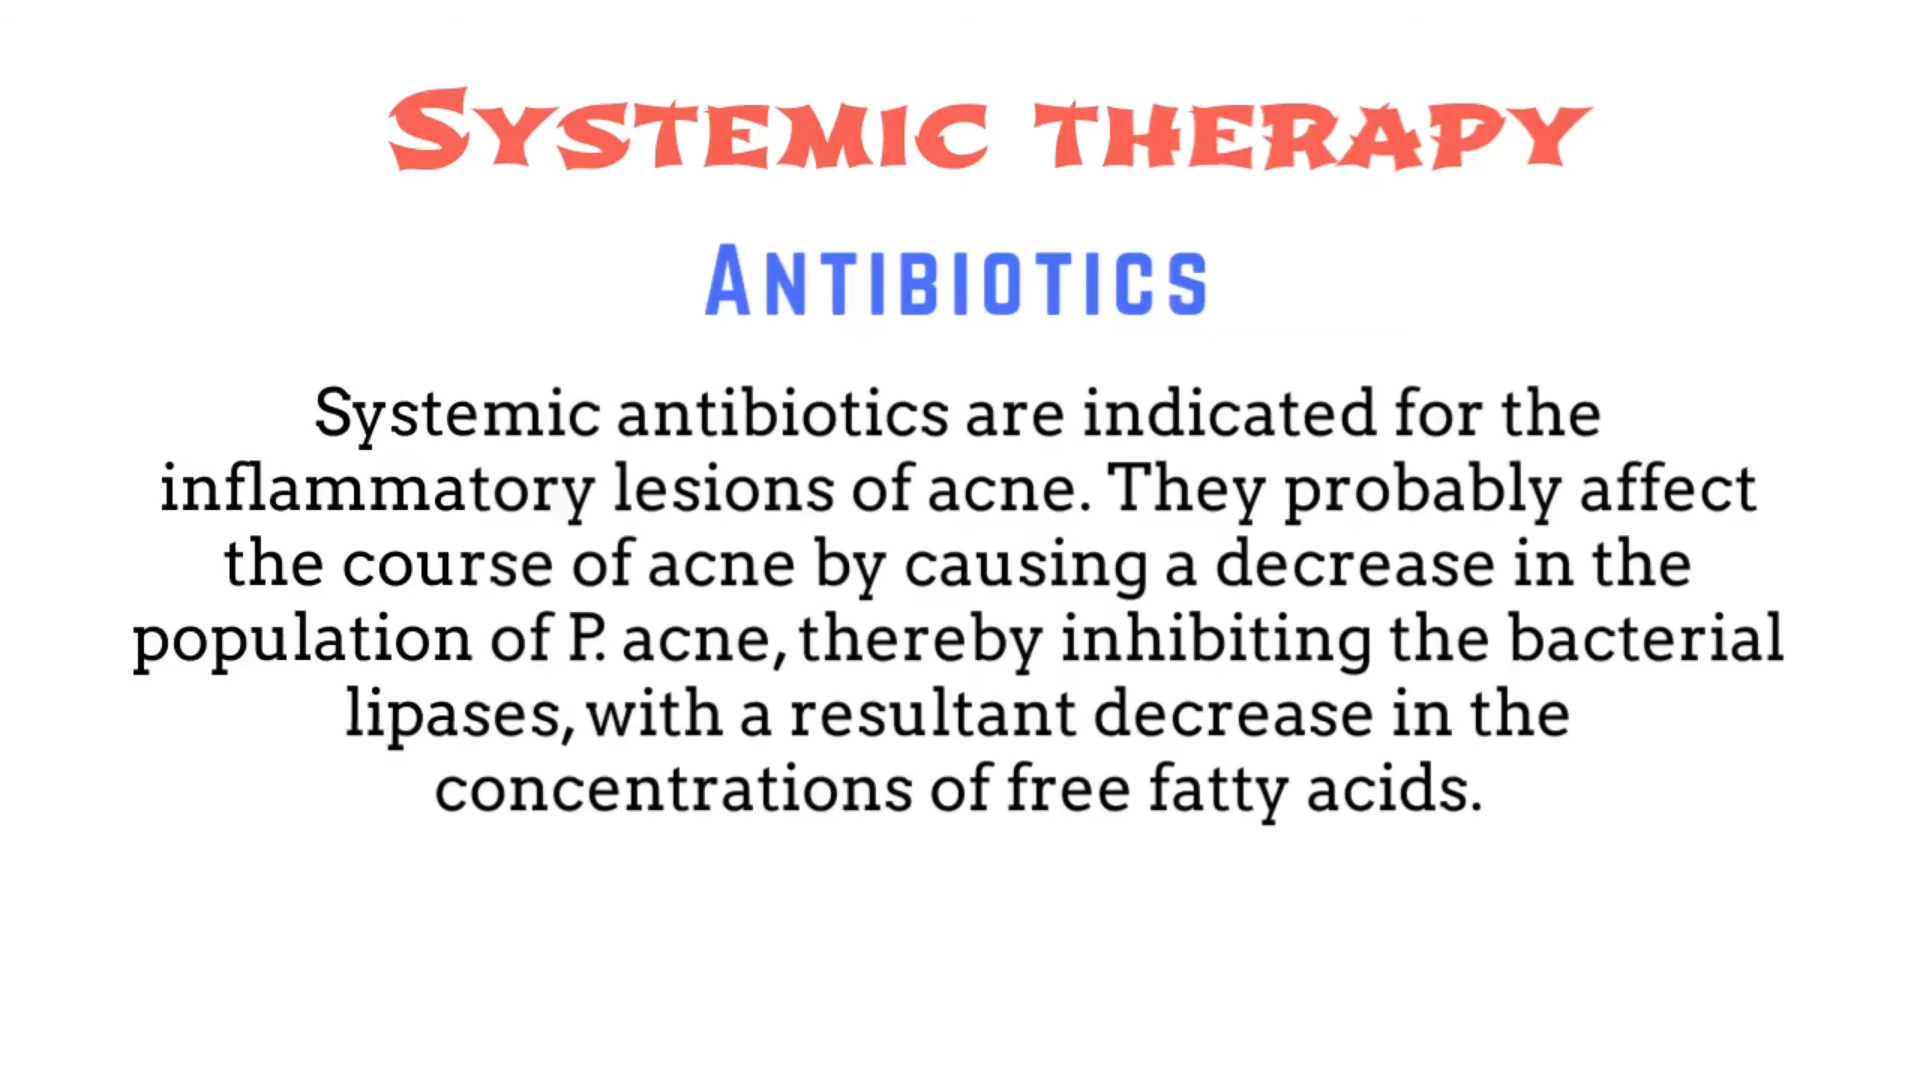 Systemic therapy
Antibiotics
Systemic antibiotics are indicated for the
inflammatory lesions of acne. They probably affect
the course of acne by causing a decrease in the
population of P. acne, thereby inhibiting the bacterial
lipases, with a resultant decrease in the
concentrations of free fatty acids.